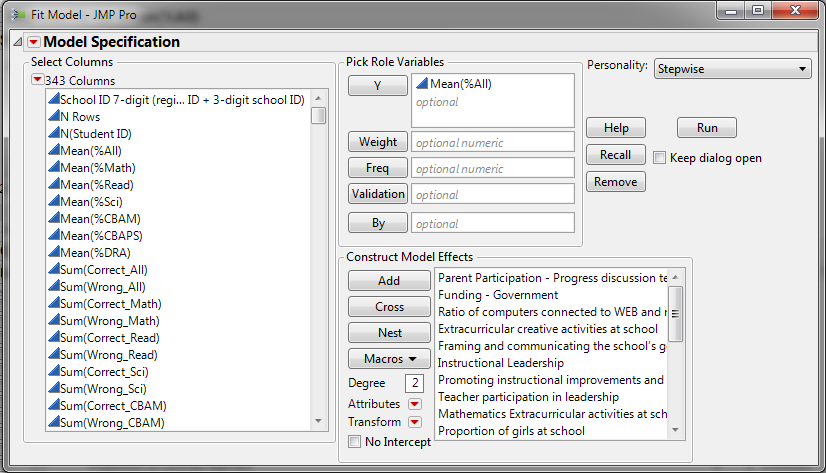 Fit Model - JMP Pro
Model Specification
Select Columns
343 Columns
School ID 7-digit (regi... ID + 3-digit school ID)
N Rows
N(Student ID)
Mean(%All)
Mean(%Math)
Mean(%Read)
Mean(%Sci)
Mean(%CBAM)
Mean(%CBAPS)
Mean(%DRA)
Sum(Correct_All)
Sum(Wrong_All)
Sum(Correct_Math)
Sum(Wrong_Math)
Sum(Correct_Read)
Sum(Wrong_Read)
Sum(Correct_Sci)
Sum(Wrong_Sci)
Sum(Correct_CBAM)
Sum(Wrong_CBAM)
Pick Role Variables
Y
Mean(%All)
optional
Weight
optional numeric
Freq
optional numeric
Validation
optional
By
optional
Personality:
Stepwise
Help
Run
Recall
Keep dialog open
Remove
Construct Model Effects
Add
Cross
Nest
Macros
Degree
2
Attributes
Transform
No Intercept
Parent Participation - Progress discussion te
Funding - Government
Ratio of computers connected to WEB and
Extracurricular creative activities at school
Framing and communicating the school's g
Instructional Leadership
Promoting instructional improvements and
Teacher participation in leadership
Mathematics Extracurricular activities at sch
Proportion of girls at school